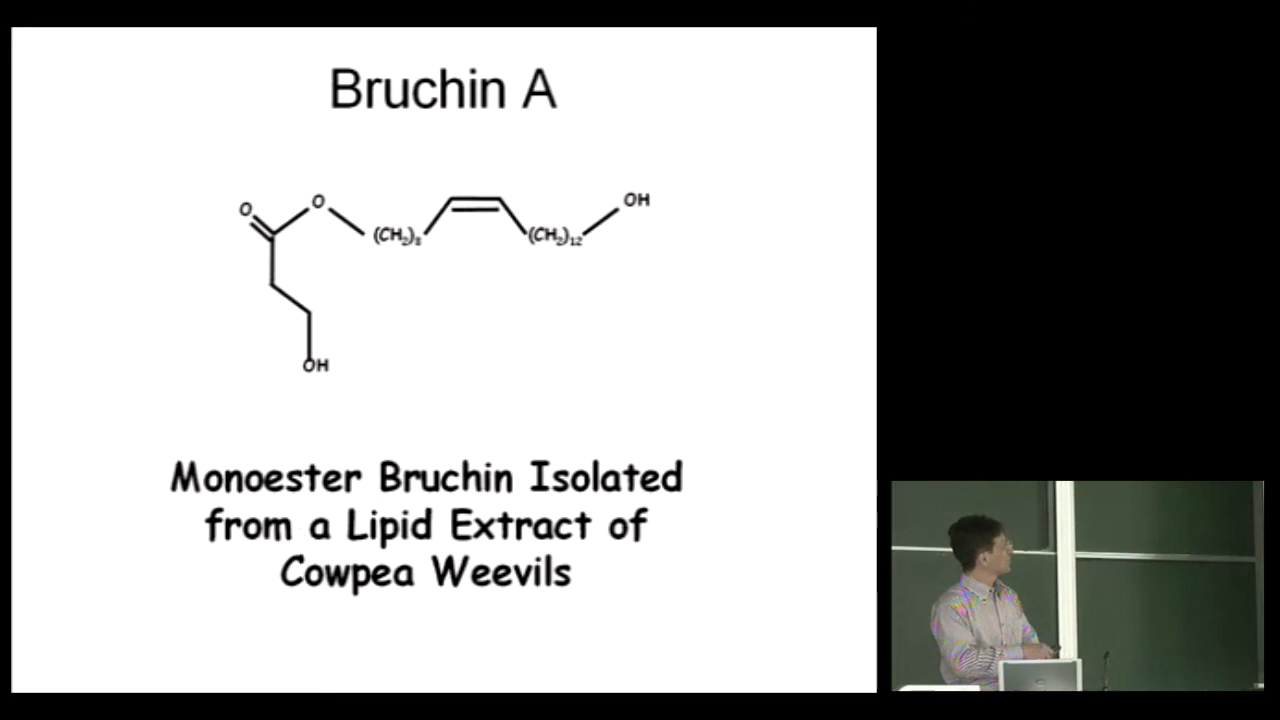 Bruchin A
O
O
OH
(CH₂)₈
(CH₂)₁₂
OH
Monoester Bruchin Isolated
from a Lipid Extract of
Cowpea Weevils